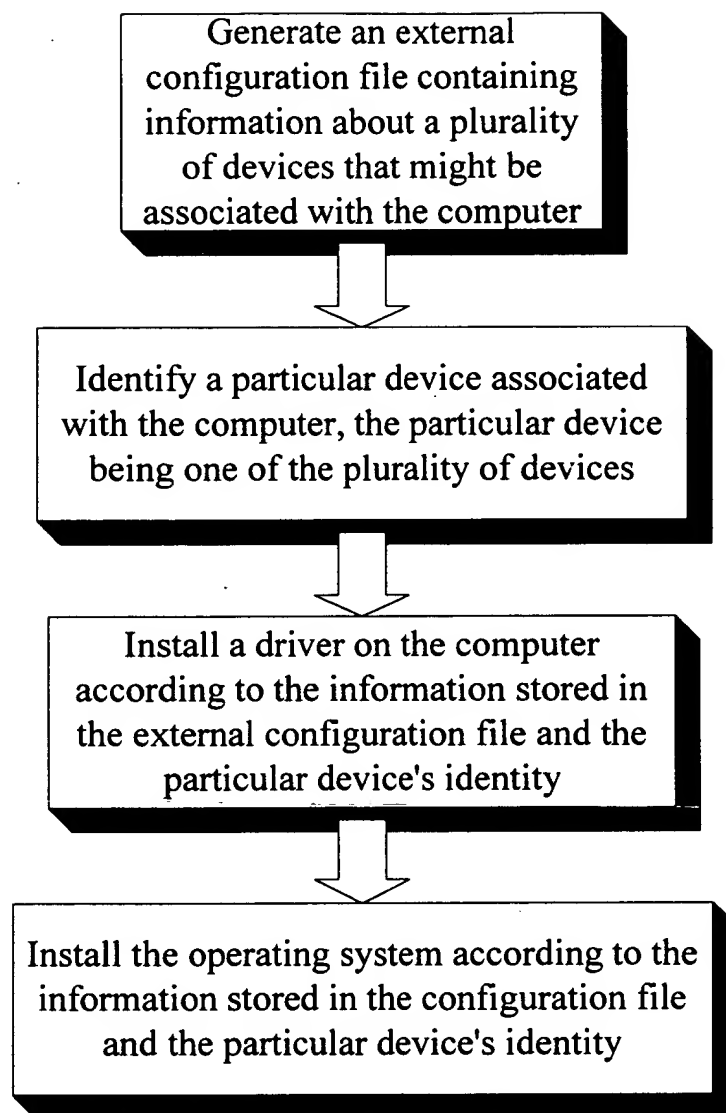 Generate an external
configuration file containing
information about a plurality
of devices that might be
associated with the computer
Identify a particular device associated
with the computer, the particular device
being one of the plurality of devices
Install a driver on the computer
according to the information stored in
the external configuration file and the
particular device's identity
Install the operating system according to the
information stored in the configuration file
and the particular device's identity